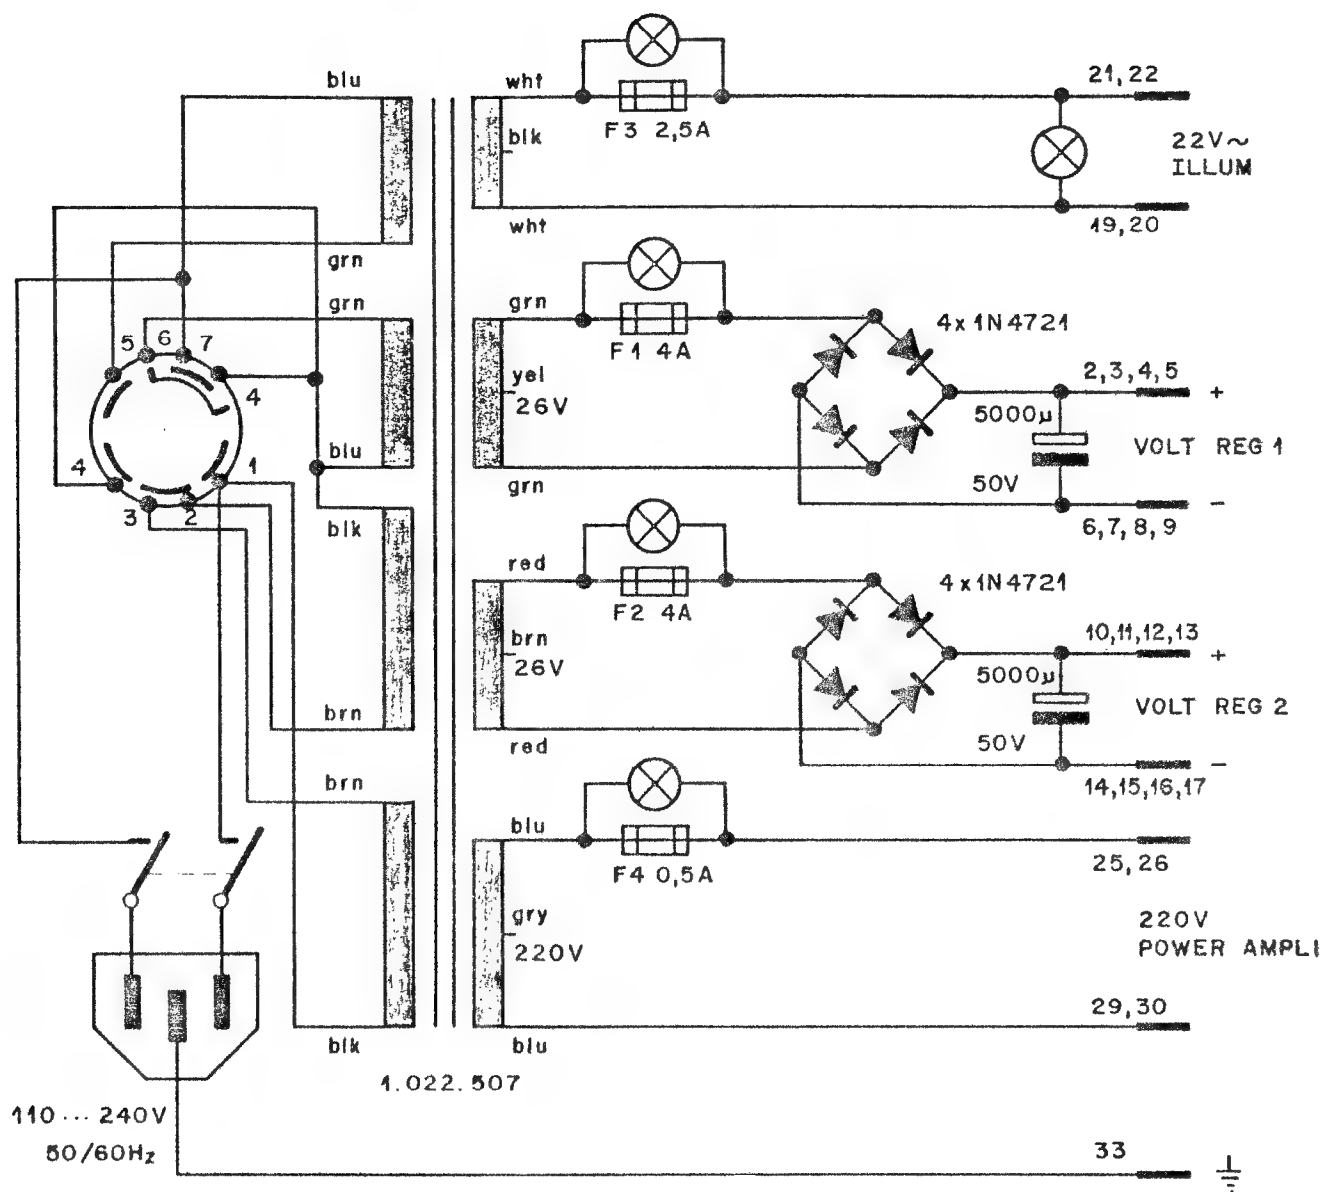 blu
wht
F3 2,5A
blk
wht
21, 22
22V~
ILLUM
19,20
grn
grn
grn
F1 4A
4x1N4721
yel
26V
2,3,4,5
+
5000µ
VOLT REG 1
50V
-
6,7,8,9
5
6
7
4
4
1
3
2
blu
grn
blk
red
F2 4A
4x1N4721
brn
26V
10,11,12,13
+
5000µ
VOLT REG 2
50V
-
14,15,16,17
brn
red
brn
blu
F4 0,5A
25, 26
gry
220V
220V
POWER AMPLI
29,30
blk
blu
1.022.507
110 ... 240V
50/60Hz
33